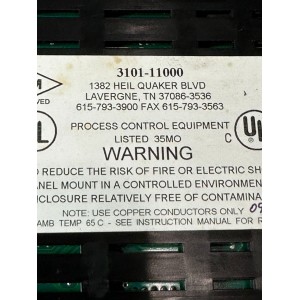 3101-11000
1382 HEIL QUAKER BLVD
LAVERGNE, TN 37086-3536
615-793-3900 FAX 615-793-3563
PROCESS CONTROL EQUIPMENT
LISTED 35MO
C
WARNING
O REDUCE THE RISK OF FIRE OR ELECTRIC SH
ANEL MOUNT IN A CONTROLLED ENVIRONMEN
CLOSURE RELATIVELY FREE OF CONTAMINA
NOTE: USE COPPER CONDUCTORS ONLY
AMB TEMP 65 C - SEE INSTRUCTION MANUAL FOR R